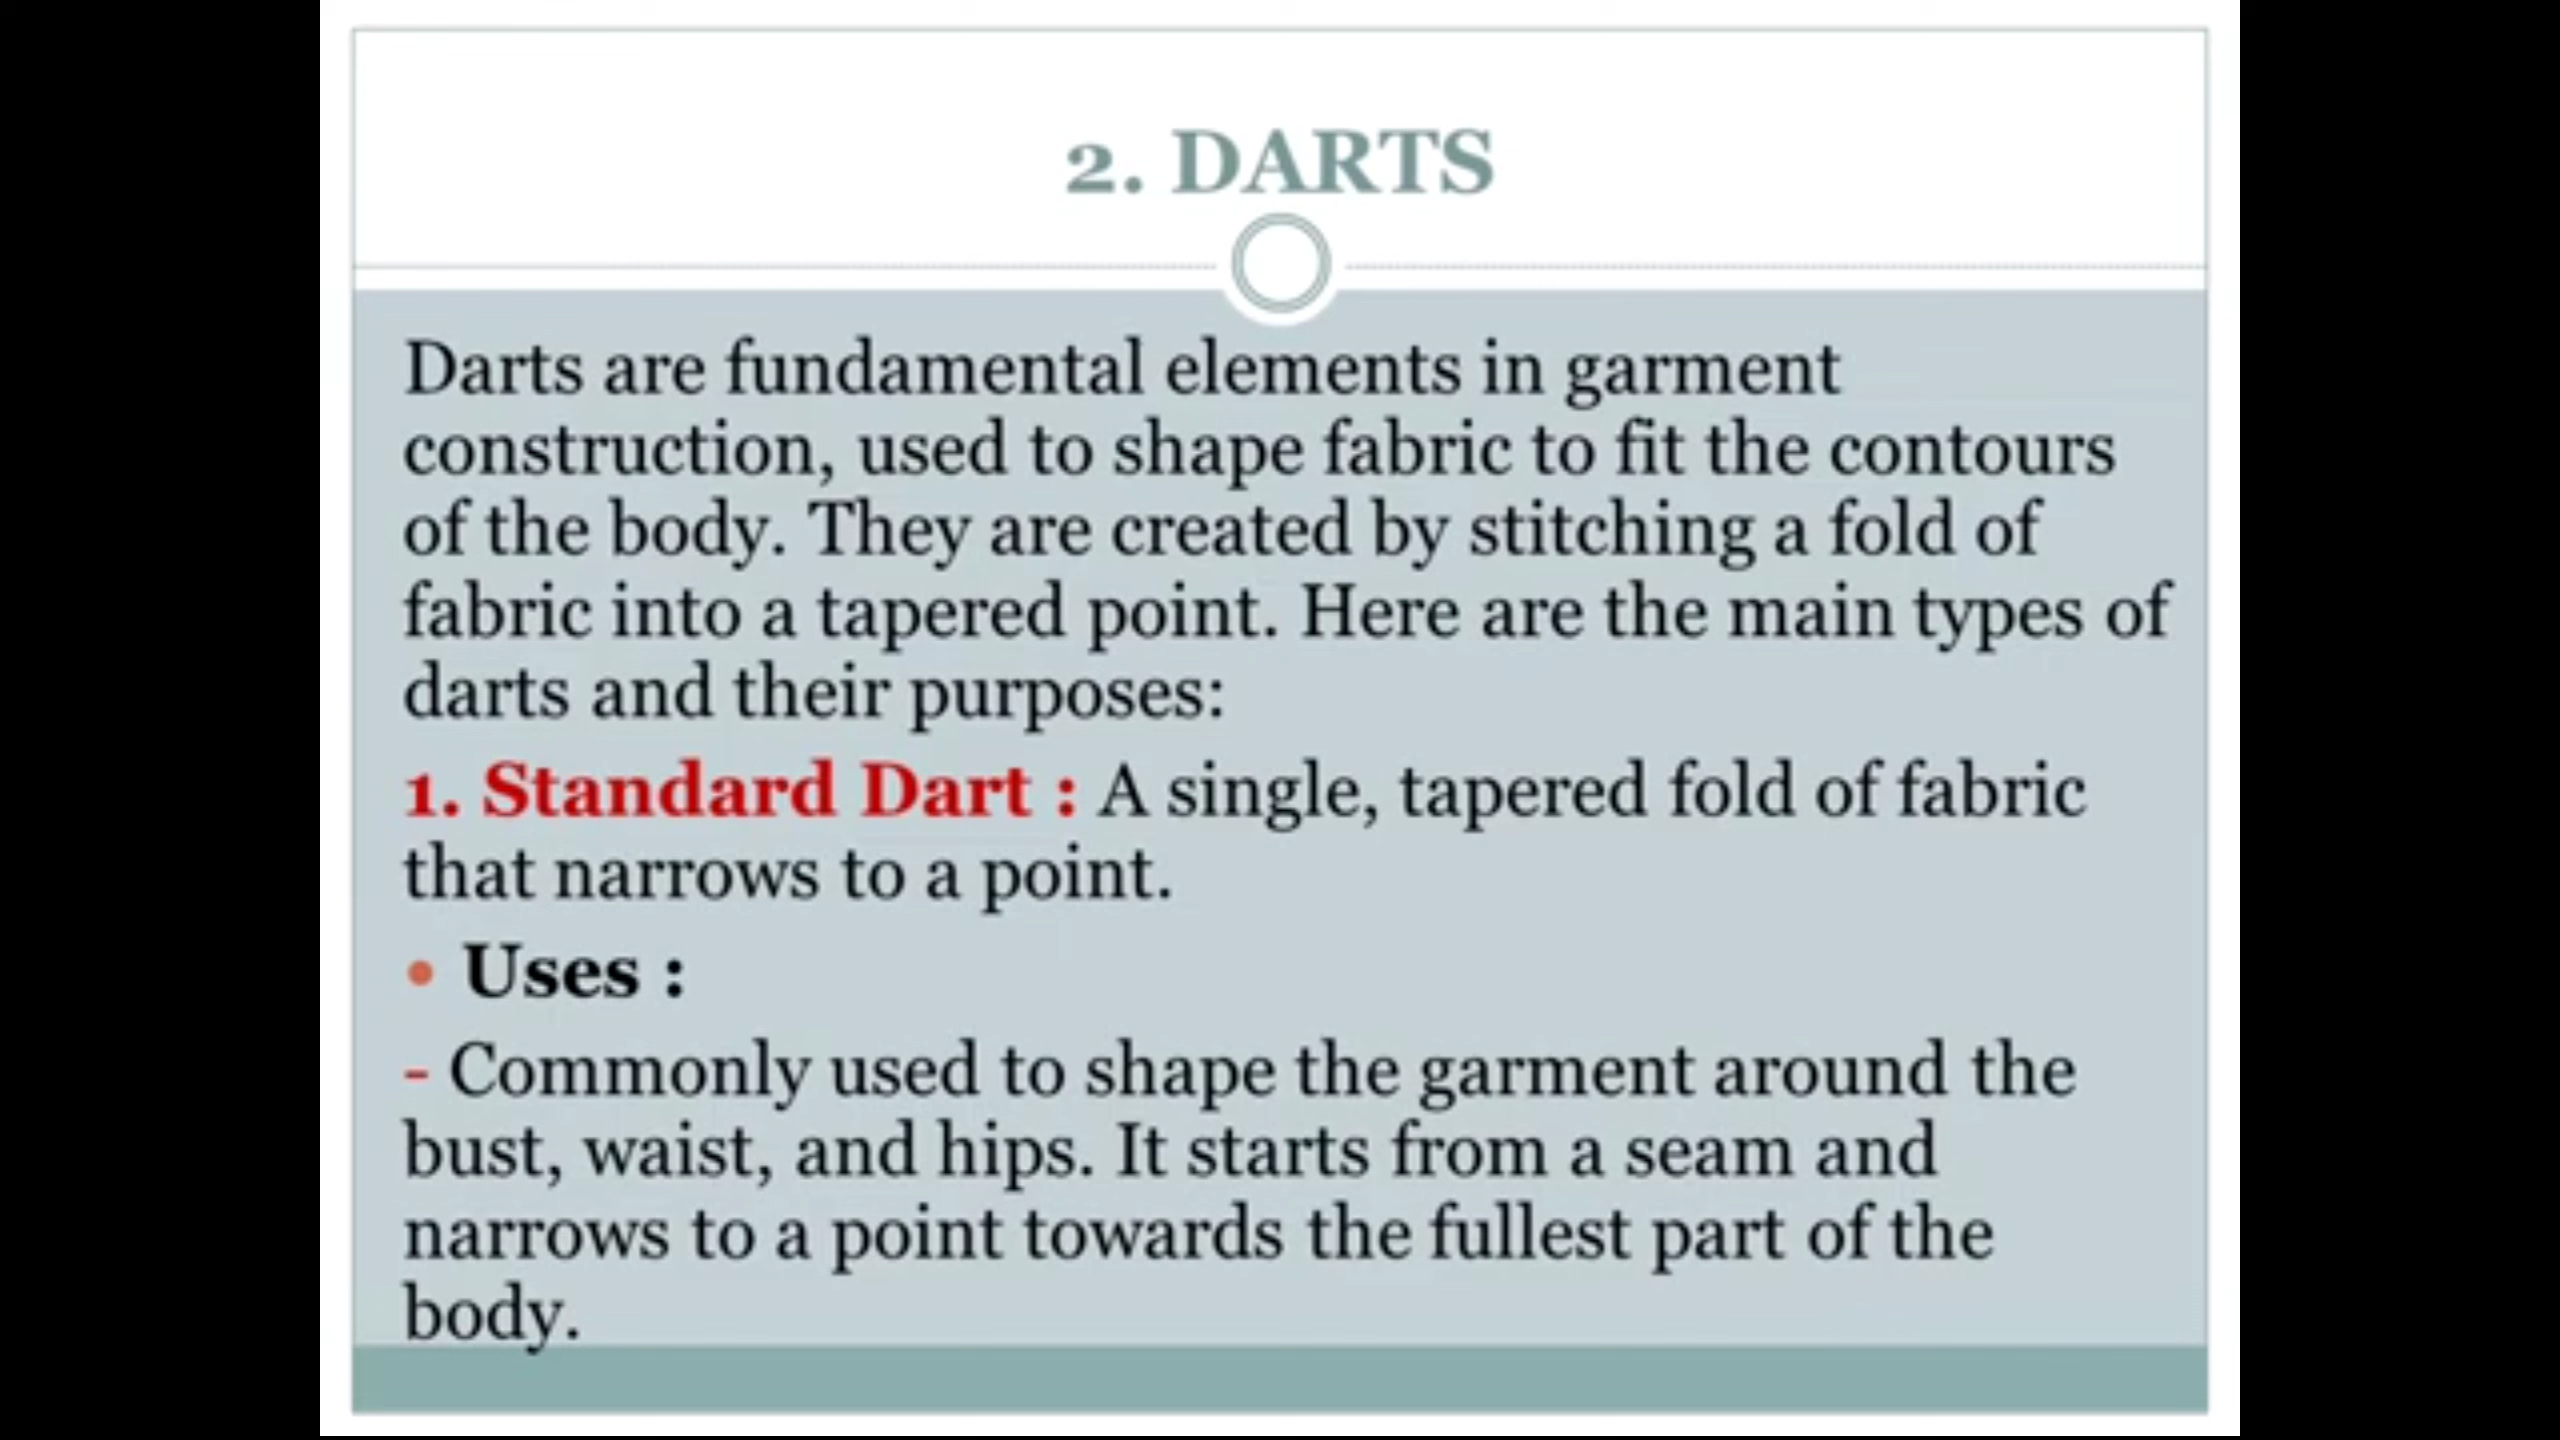 2. DARTS
Darts are fundamental elements in garment
construction, used to shape fabric to fit the contours
of the body. They are created by stitching a fold of
fabric into a tapered point. Here are the main types of
darts and their purposes:
1. Standard Dart : A single, tapered fold of fabric
that narrows to a point.
• Uses :
- Commonly used to shape the garment around the
bust, waist, and hips. It starts from a seam and
narrows to a point towards the fullest part of the
body.